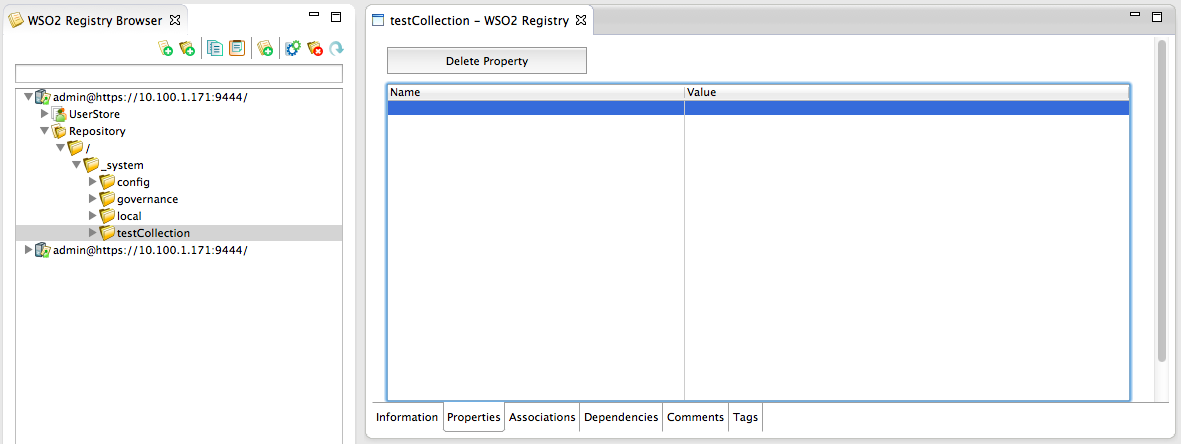 WSO2 Registry Browser
admin@https://10.100.1.171:9444/
UserStore
Repository
/
_system
config
governance
local
testCollection
admin@https://10.100.1.171:9444/
testCollection – WSO2 Registry
Delete Property
Name Value
Information Properties Associations Dependencies Comments Tags